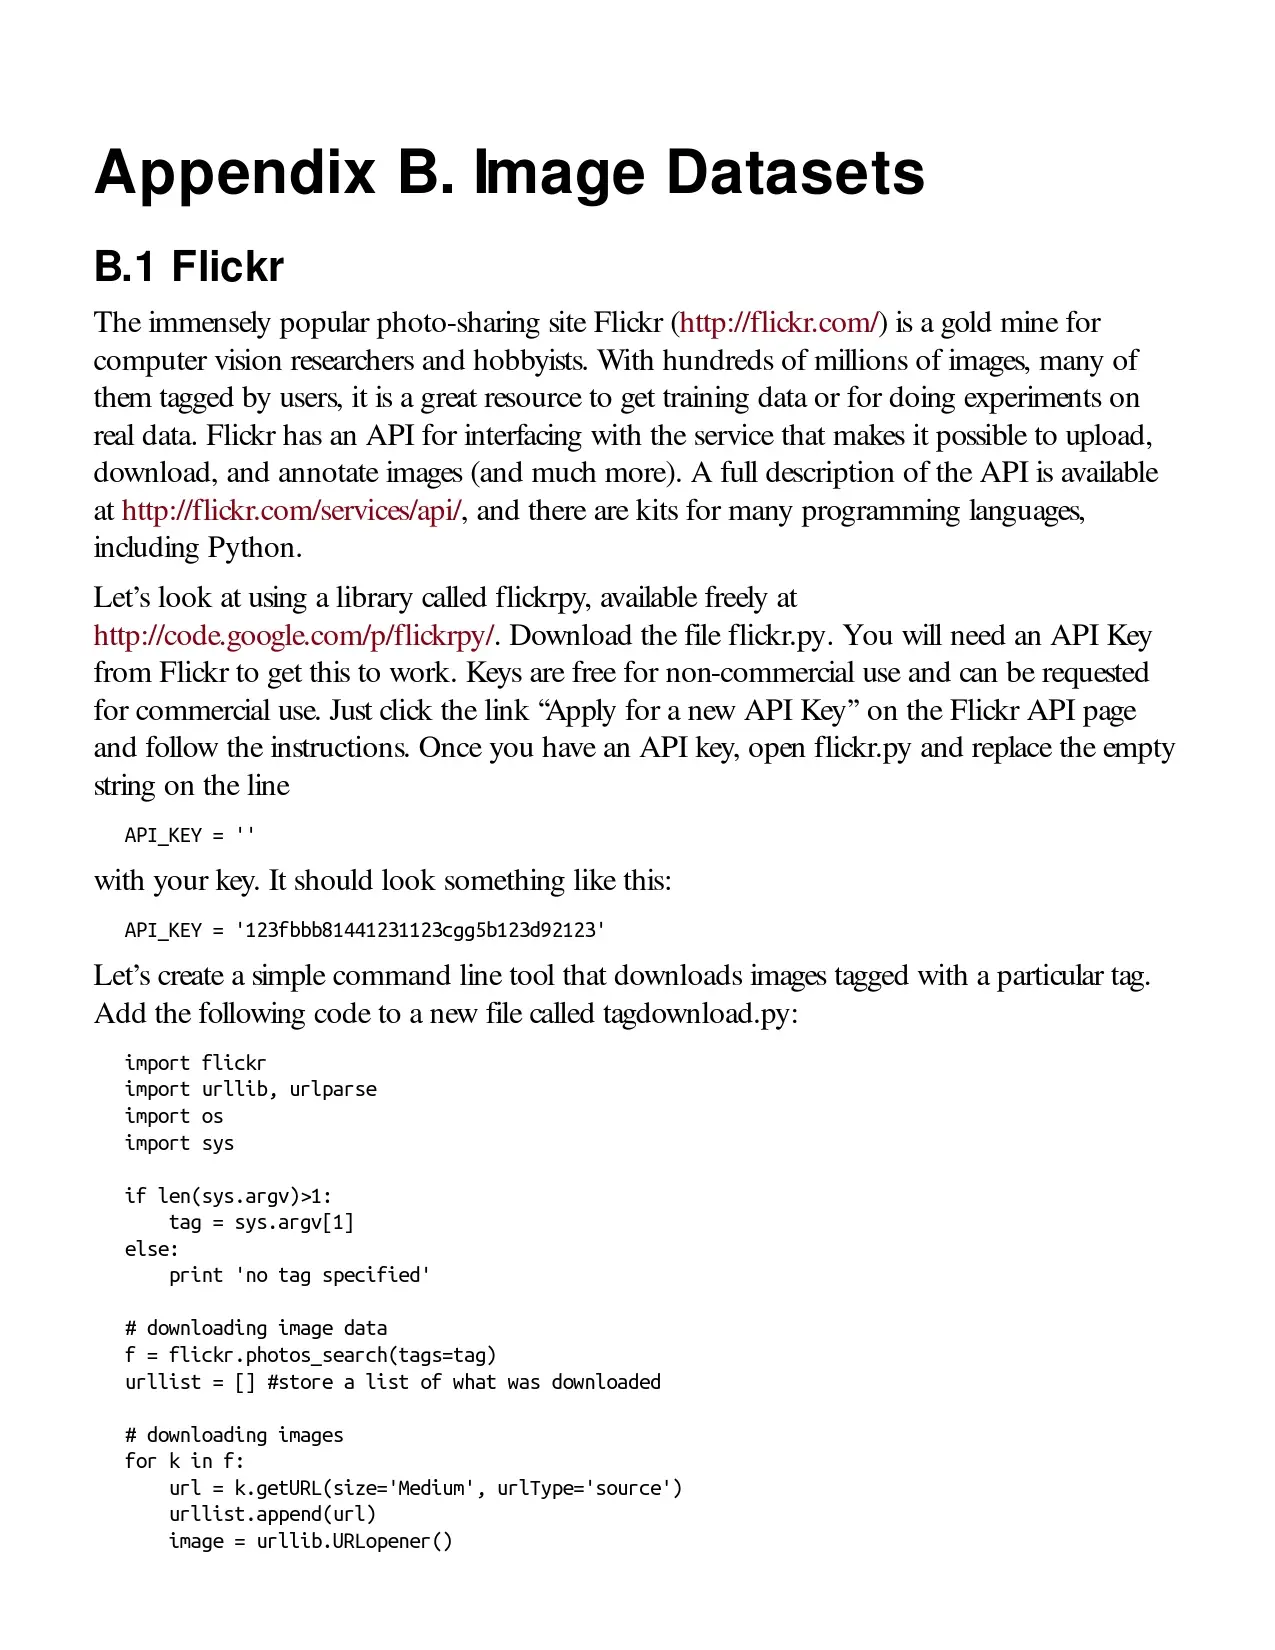 Appendix B. Image Datasets
B.1 Flickr
The immensely popular photo-sharing site Flickr (http://flickr.com/) is a gold mine for
computer vision researchers and hobbyists. With hundreds of millions of images, many of
them tagged by users, it is a great resource to get training data or for doing experiments on
real data. Flickr has an API for interfacing with the service that makes it possible to upload,
download, and annotate images (and much more). A full description of the API is available
at http://flickr.com/services/api/, and there are kits for many programming languages,
including Python.
Let’s look at using a library called flickrpy, available freely at
http://code.google.com/p/flickrpy/. Download the file flickr.py. You will need an API Key
from Flickr to get this to work. Keys are free for non-commercial use and can be requested
for commercial use. Just click the link “Apply for a new API Key” on the Flickr API page
and follow the instructions. Once you have an API key, open flickr.py and replace the empty
string on the line
API_KEY = ''
with your key. It should look something like this:
API_KEY = '123fbbb81441231123cgg5b123d92123'
Let’s create a simple command line tool that downloads images tagged with a particular tag.
Add the following code to a new file called tagdownload.py:
import flickr
import urllib, urlparse
import os
import sys
if len(sys.argv)>1:
    tag = sys.argv[1]
else:
    print 'no tag specified'
# downloading image data
f = flickr.photos_search(tags=tag)
urllist = [] #store a list of what was downloaded
# downloading images
for k in f:
    url = k.getURL(size='Medium', urlType='source')
    urllist.append(url)
    image = urllib.URLopener()